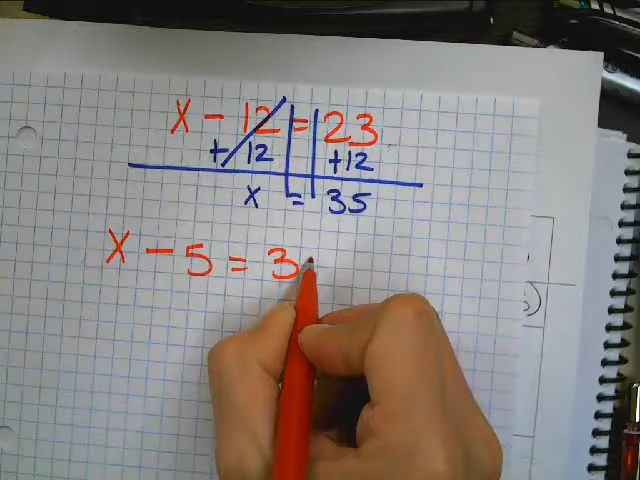 x - 12 = 23
+ 12 +12
x = 35
x - 5 = 3